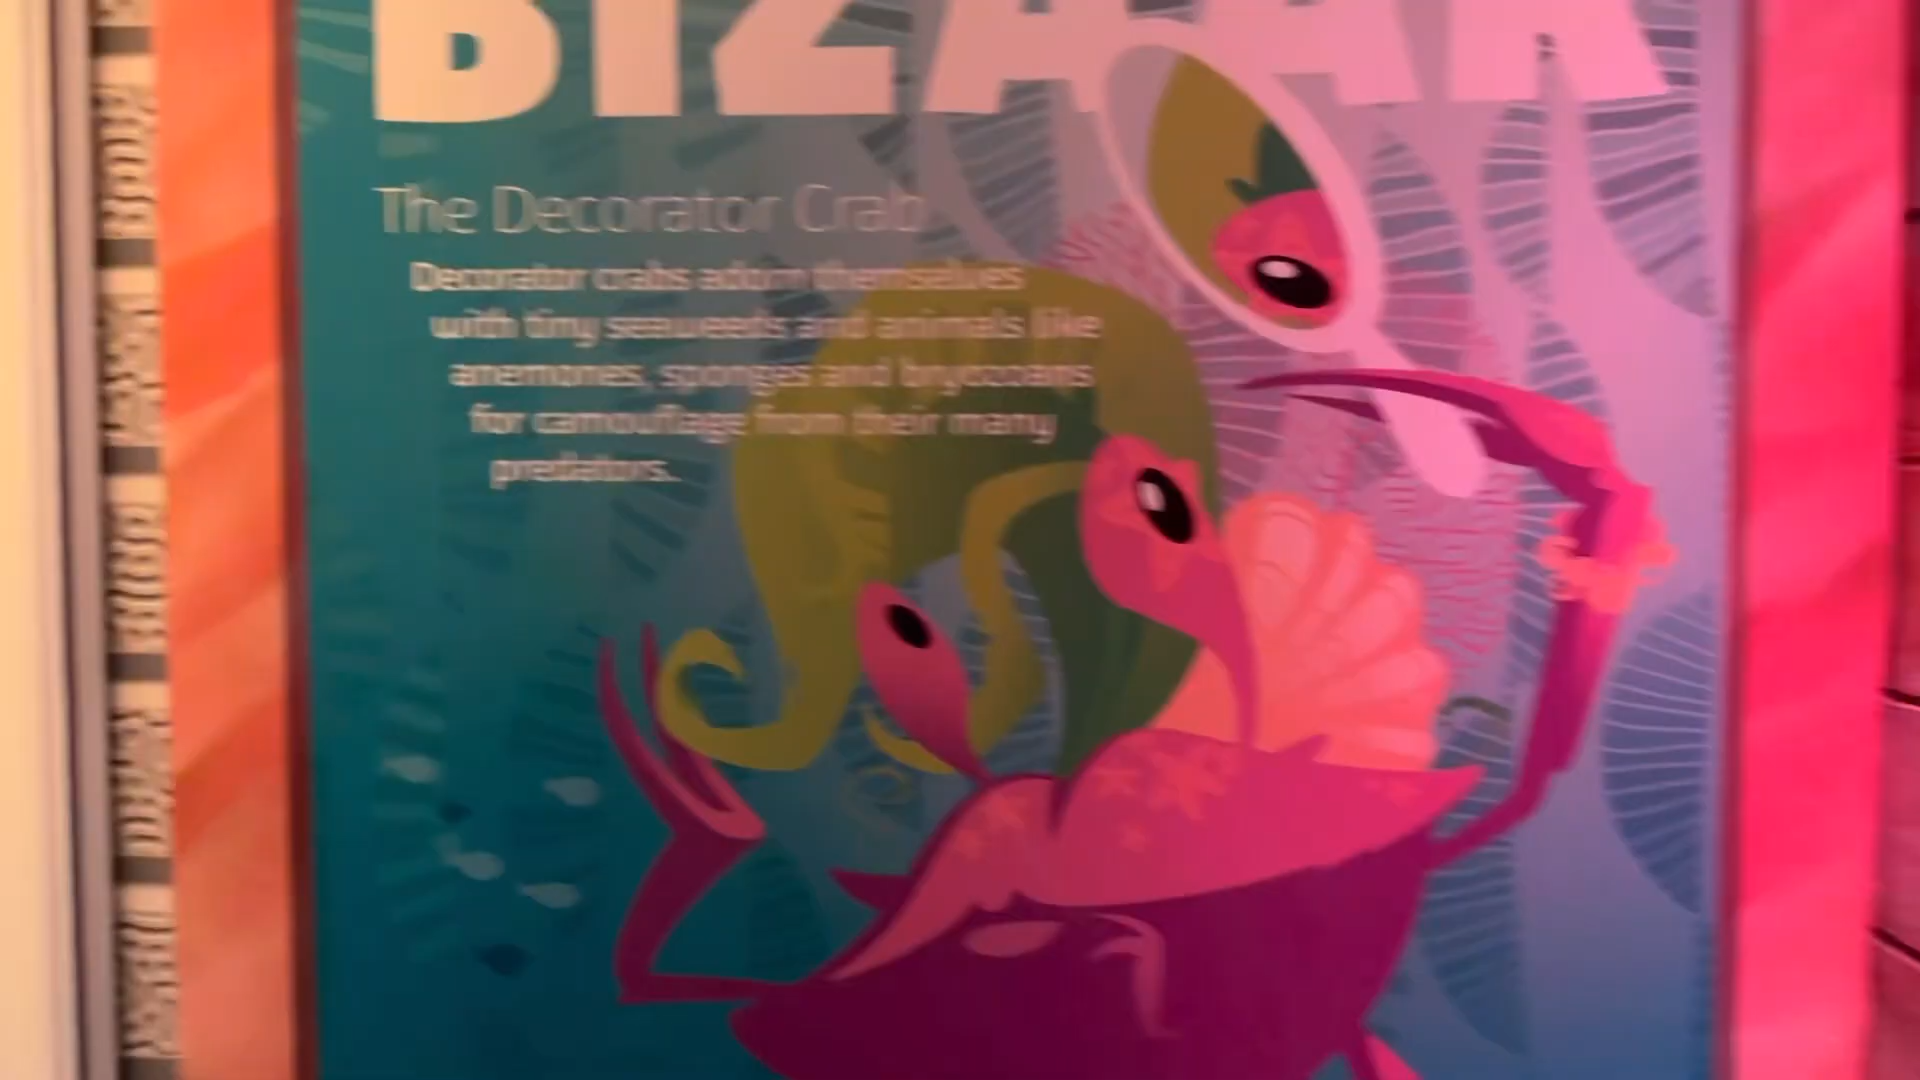 BIZAAR
The Decorator Crab
Decorator crabs adorn themselves
with tiny seaweeds and animals like
anemones, sponges and bryozoans
for camouflage from their many
predators.